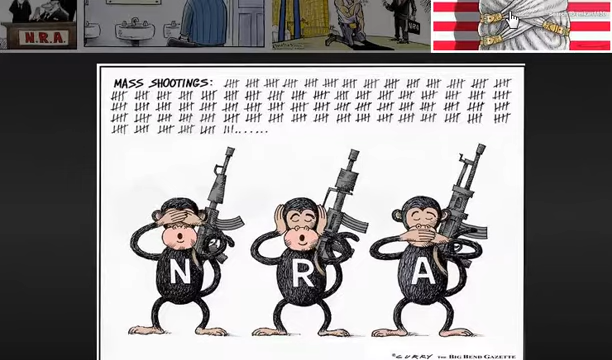 N.R.A.
MASS SHOOTINGS:
N R A
©CURRY THE BIG BEND GAZETTE